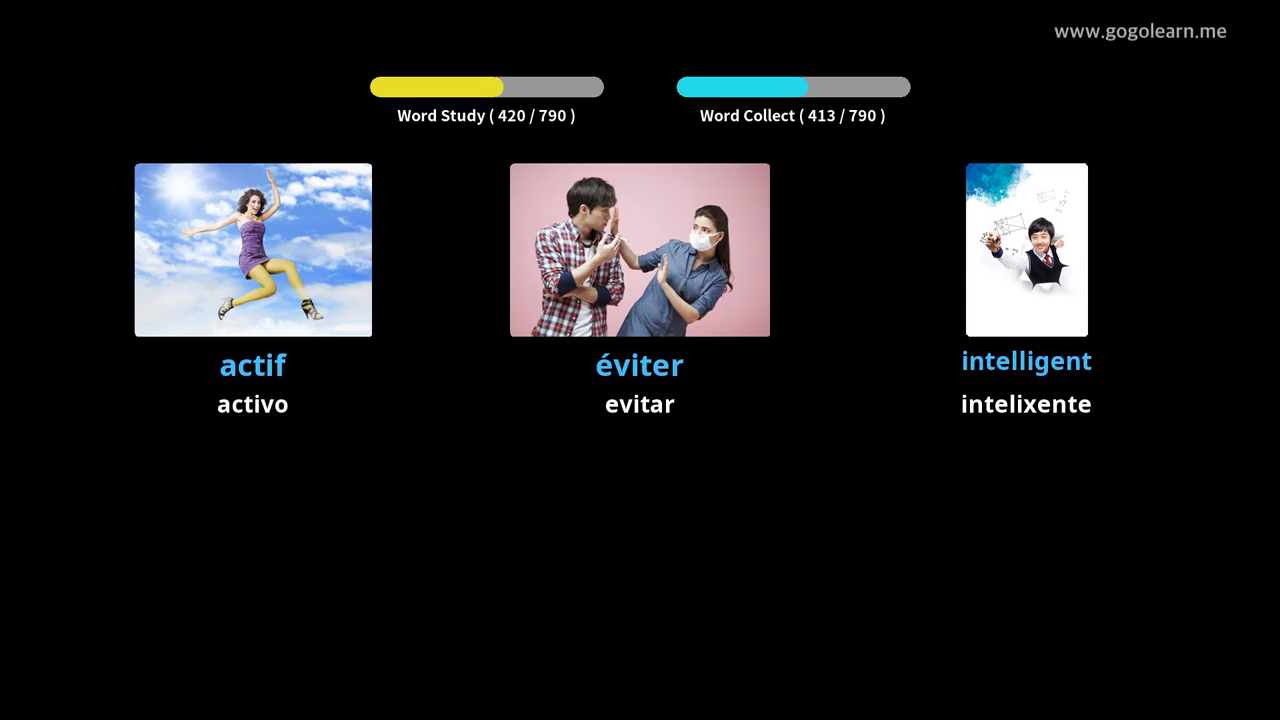 www.gogolearn.me
Word Study ( 420 / 790 )
Word Collect ( 413 / 790 )
actif
éviter
intelligent
activo
evitar
intelixente